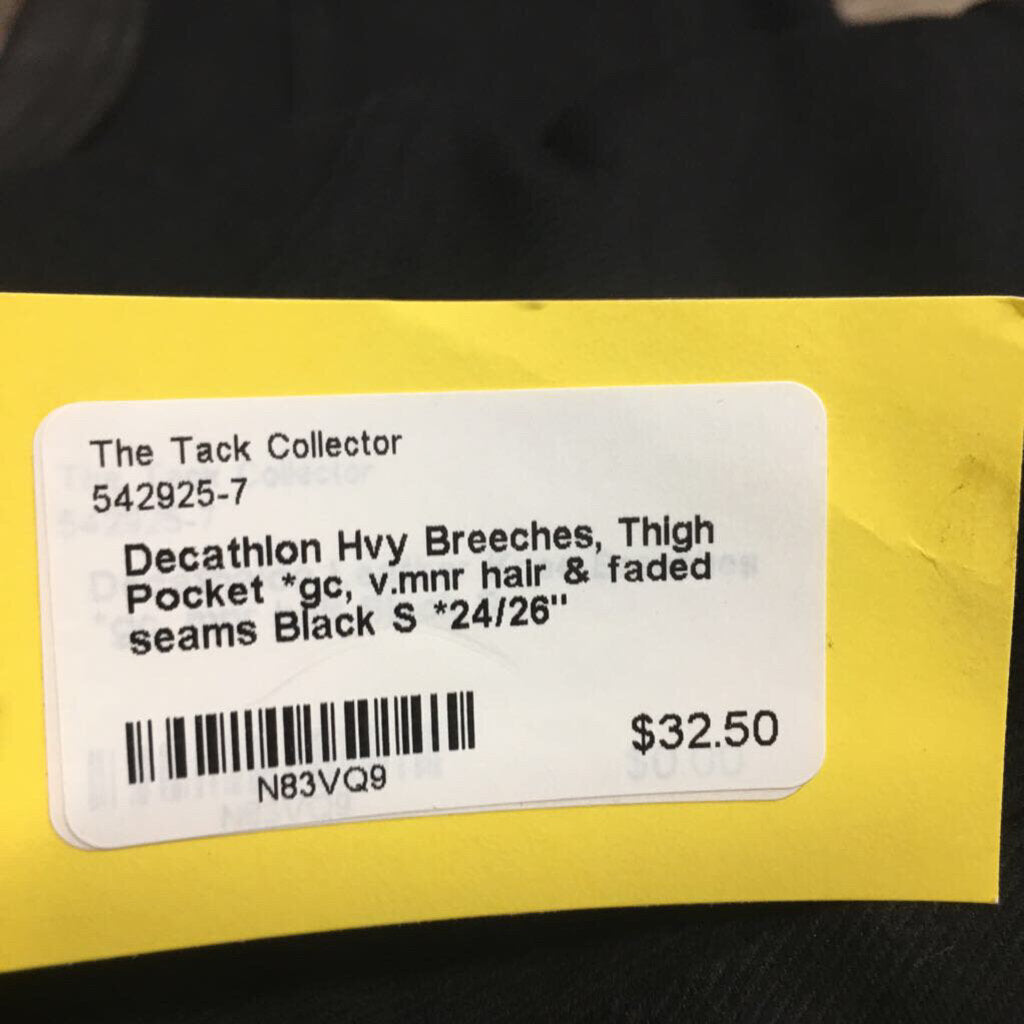 The Tack Collector
542925-7
Decathlon Hvy Breeches, Thigh
Pocket *gc, v.mnr hair & faded
seams Black S *24/26"
N83VQ9
$32.50